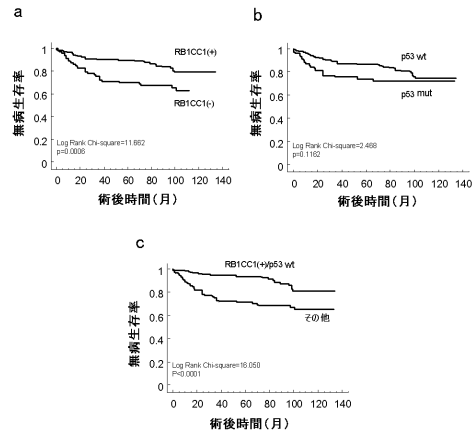 a
無病生存率
1
0.8
0.6
0.4
0.2
0
RB1CC1(+)
RB1CC1(-)
Log Rank Chi-square=11.662
p=0.0006
0 20 40 60 80 100 120 140
術後時間(月)
b
無病生存率
1
0.8
0.6
0.4
0.2
0
p53 wt
p53 mut
Log Rank Chi-square=2.468
p=0.1162
0 20 40 60 80 100 120 140
術後時間(月)
c
無病生存率
1
0.8
0.6
0.4
0.2
0
RB1CC1(+)/p53 wt
その他
Log Rank Chi-square=16.050
P<0.0001
0 20 40 60 80 100 120 140
術後時間(月)